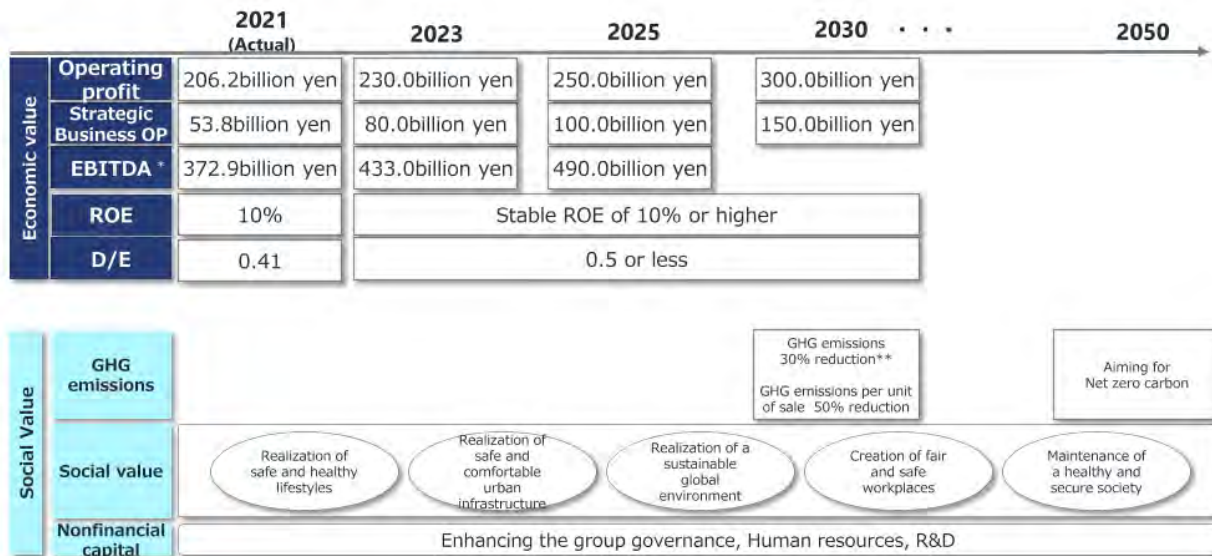 2021
(Actual)
2023
2025
2030 ・・・
2050
Economic value
Operating
profit
206.2billion yen
230.0billion yen
250.0billion yen
300.0billion yen
Strategic
Business OP
53.8billion yen
80.0billion yen
100.0billion yen
150.0billion yen
EBITDA *
372.9billion yen
433.0billion yen
490.0billion yen
ROE
10%
Stable ROE of 10% or higher
D/E
0.41
0.5 or less
Social Value
GHG
emissions
GHG emissions
30% reduction**
GHG emissions per unit
of sale 50% reduction
Aiming for
Net zero carbon
Social value
Realization of
safe and healthy
lifestyles
Realization of
safe and
comfortable
urban
infrastructure
Realization of a
sustainable
global
environment
Creation of fair
and safe
workplaces
Maintenance of
a healthy and
secure society
Nonfinancial
capital
Enhancing the group governance, Human resources, R&D